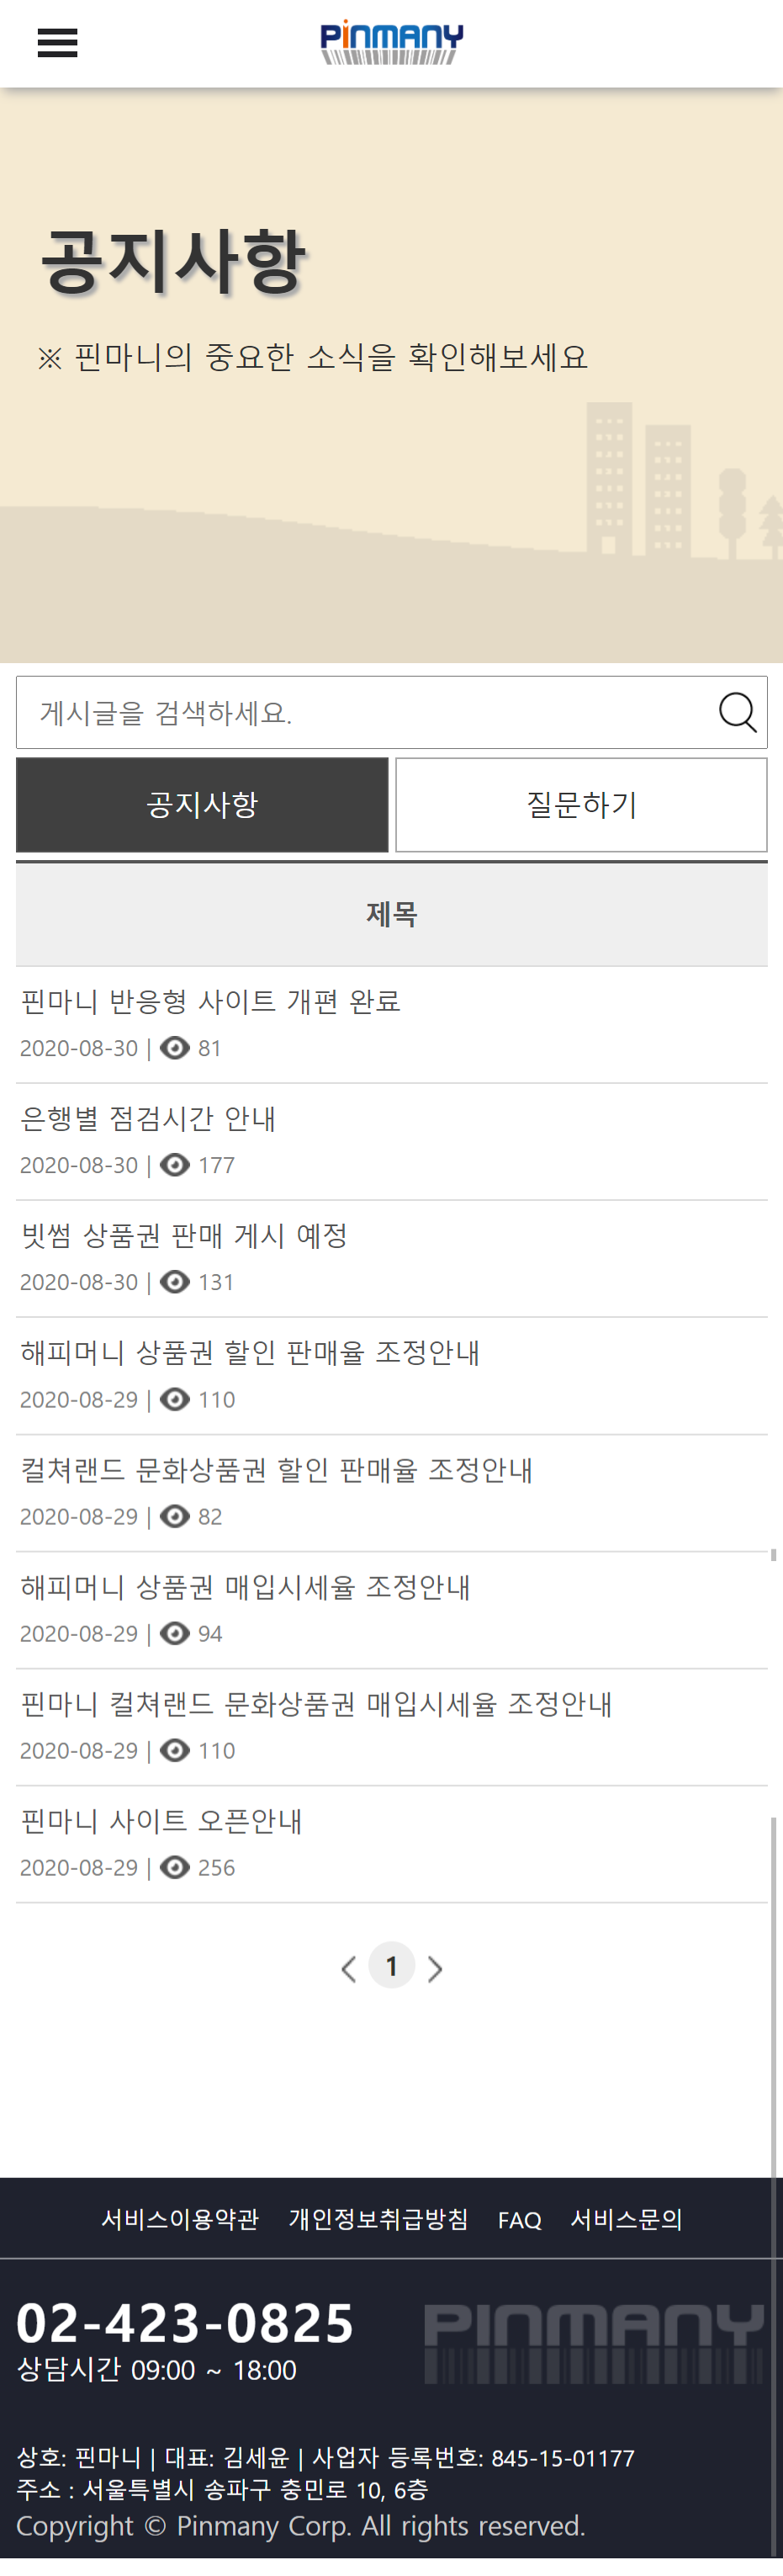 PINMANY
공지사항
※ 핀마니의 중요한 소식을 확인해보세요
게시글을 검색하세요.
공지사항 질문하기
제목
핀마니 반응형 사이트 개편 완료
2020-08-30 | 81
은행별 점검시간 안내
2020-08-30 | 177
빗썸 상품권 판매 게시 예정
2020-08-30 | 131
해피머니 상품권 할인 판매율 조정안내
2020-08-29 | 110
컬쳐랜드 문화상품권 할인 판매율 조정안내
2020-08-29 | 82
해피머니 상품권 매입시세율 조정안내
2020-08-29 | 94
핀마니 컬쳐랜드 문화상품권 매입시세율 조정안내
2020-08-29 | 110
핀마니 사이트 오픈안내
2020-08-29 | 256
1
서비스이용약관 개인정보취급방침 FAQ 서비스문의
02-423-0825 PINMANY
상담시간 09:00 ~ 18:00
상호: 핀마니 | 대표: 김세윤 | 사업자 등록번호: 845-15-01177
주소 : 서울특별시 송파구 충민로 10, 6층
Copyright © Pinmany Corp. All rights reserved.